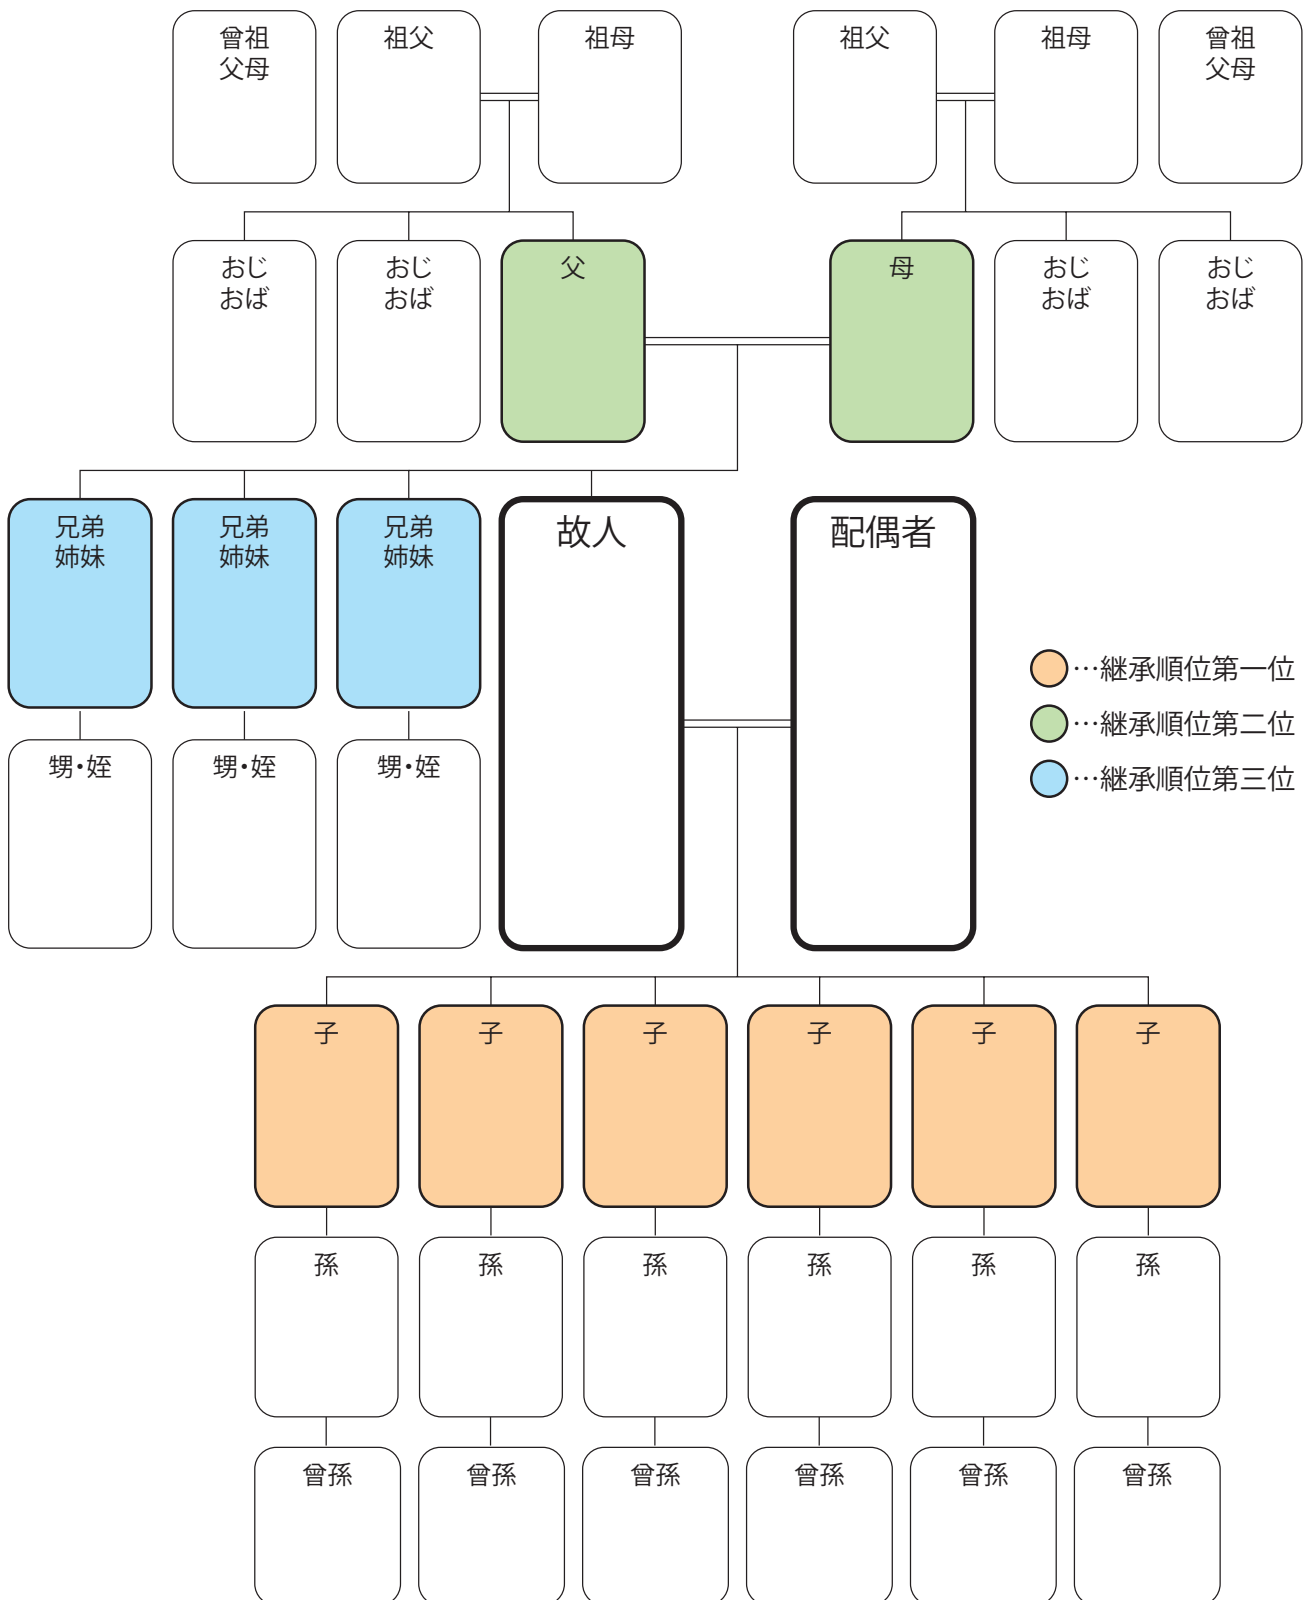 曾祖
父母
祖父
祖母
祖父
祖母
曾祖
父母
おじ
おば
おじ
おば
父
母
おじ
おば
おじ
おば
兄弟
姉妹
兄弟
姉妹
兄弟
姉妹
故人
配偶者
…継承順位第一位
…継承順位第二位
…継承順位第三位
甥・姪
甥・姪
甥・姪
子
子
子
子
子
子
孫
孫
孫
孫
孫
孫
曾孫
曾孫
曾孫
曾孫
曾孫
曾孫